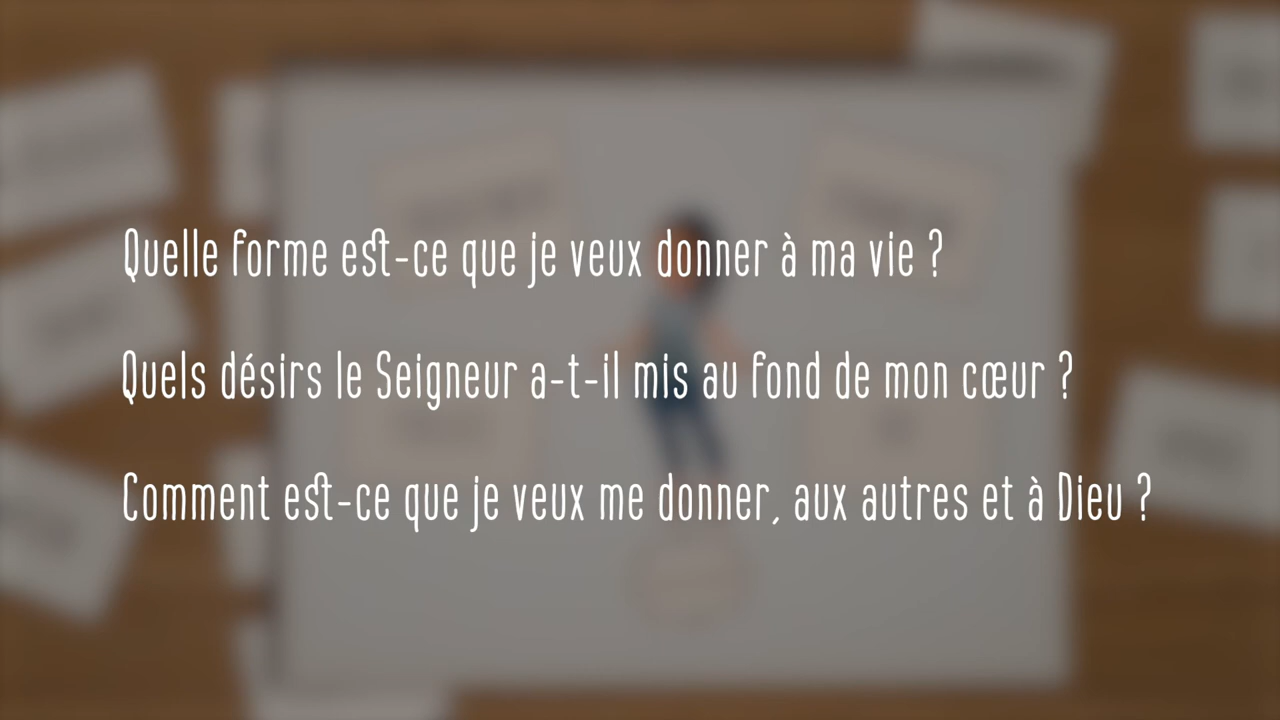 Quelle forme est-ce que je veux donner à ma vie ?
Quels désirs le Seigneur a-t-il mis au fond de mon cœur ?
Comment est-ce que je veux me donner, aux autres et à Dieu ?